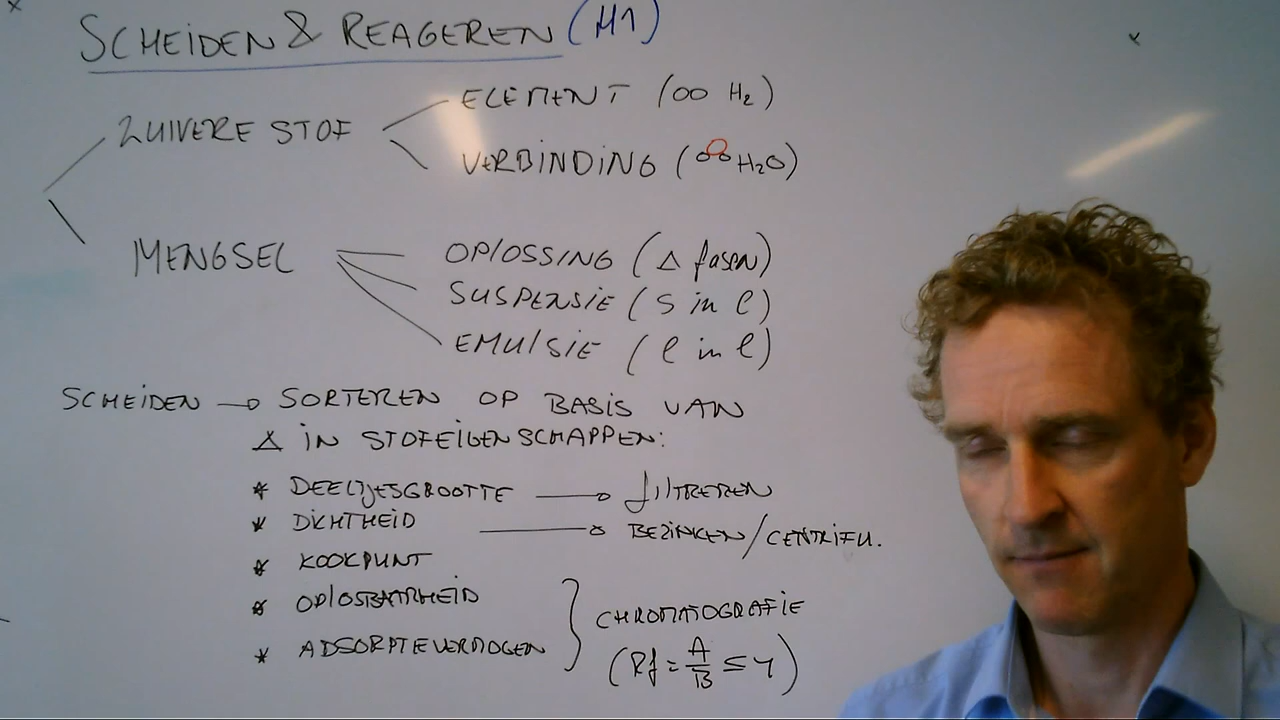 SCHEIDEN & REAGEREN (H1)
ZUIVERE STOF
ELEMENT (OO H₂)
VERBINDING (H₂O)
MENGSEL
OPLOSSING (Δ fasen)
SUSPENSIE (S in l)
EMULSIE (l in l)
SCHEIDEN → SORTEREN OP BASIS VAN
Δ IN STOFEIGENSCHAPPEN:
* DEELTJESGROOTTE → FILTREREN
* DICHTHEID → BEZINKEN/CENTRIFU.
* KOOKPUNT
* OPLOSBAARHEID
* ADSORPTIEVERMOGEN
} CHROMATOGRAFIE
(Rf = A/B ≤ 1)